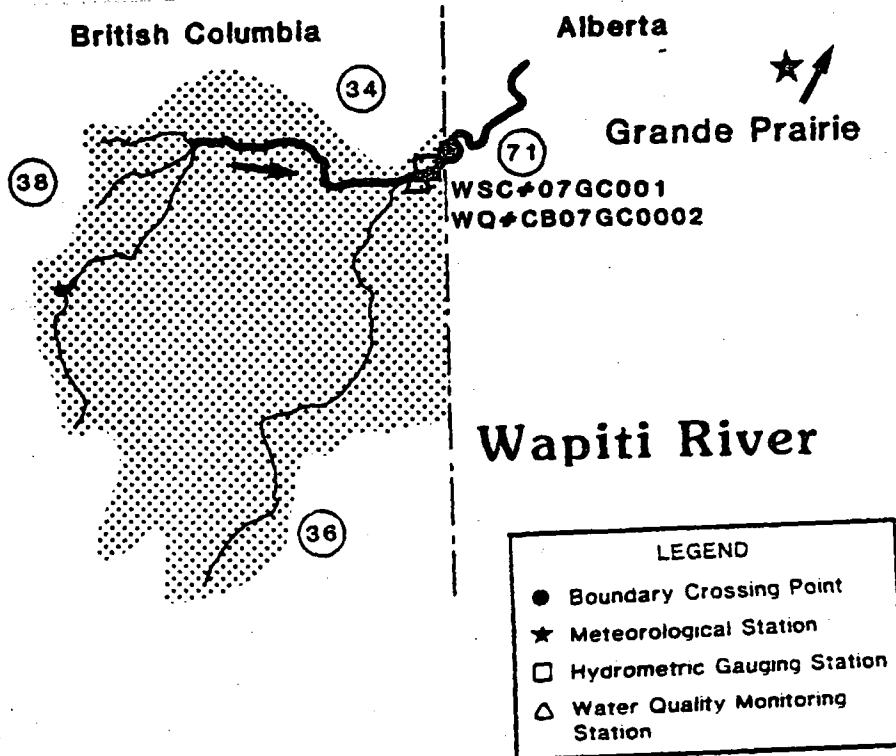 British Columbia
Alberta
34
Grande Prairie
71
38
WSC#07GC001
WQ#CB07GC0002
Wapiti River
36
LEGEND
Boundary Crossing Point
Meteorological Station
Hydrometric Gauging Station
Water Quality Monitoring
Station